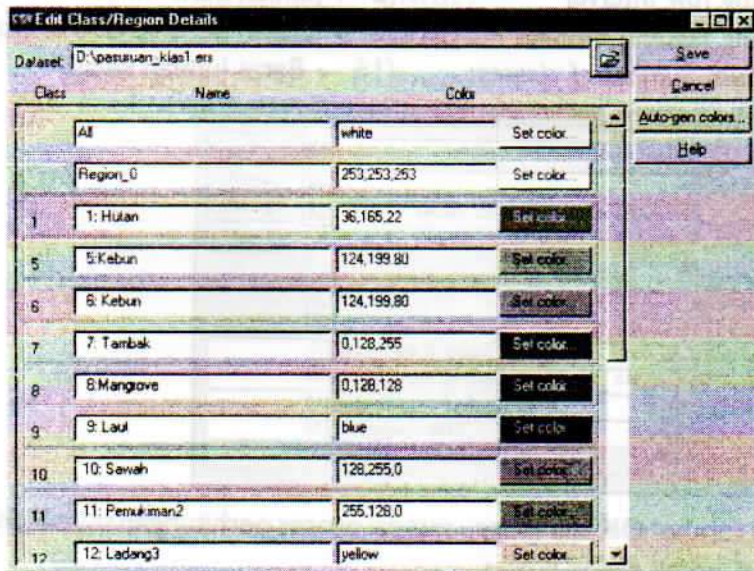 Edit Class/Region Details
Dataset: D:\pasuruan_klas1.ers
Save
Cancel
Auto-gen colors...
Help
Class Name Color
All white Set color...
Region_0 253,253,253 Set color...
1 1: Hutan 36,165,22 Set color...
5 5:Kebun 124,199,80 Set color...
6 6: Kebun 124,199,80 Set color...
7 7: Tambak 0,128,255 Set color...
8 8:Mangrove 0,128,128 Set color...
9 9: Laut blue Set color...
10 10: Sawah 128,255,0 Set color...
11 11: Pemukiman2 255,128,0 Set color...
12 12: Ladang3 yellow Set color...